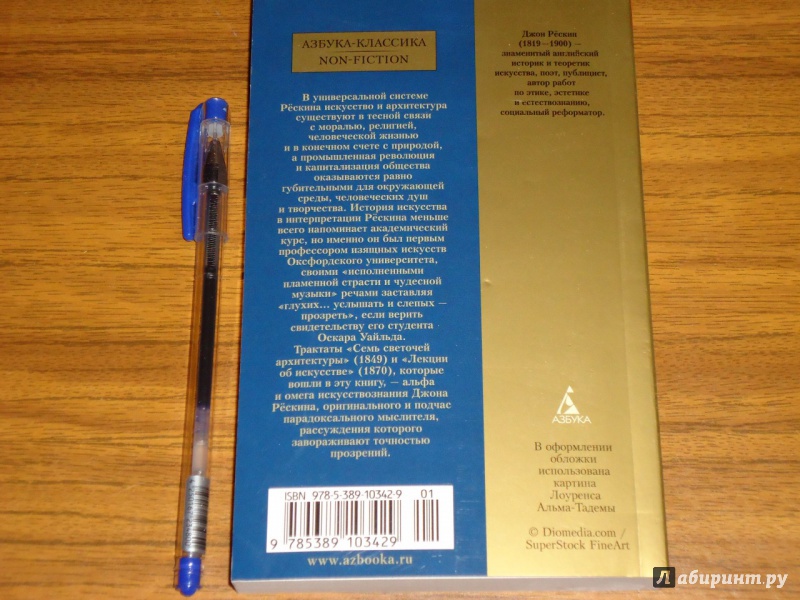 АЗБУКА-КЛАССИКА
NON-FICTION
В универсальной системе
Рёскина искусство и архитектура
существуют в тесной связи
с моралью, религией,
человеческой жизнью
и в конечном счете с природой,
а промышленная революция
и капитализация общества
оказываются равно
губительными для окружающей
среды, человеческих душ
и творчества. История искусства
в интерпретации Рёскина меньше
всего напоминает академический
курс, но именно он был первым
профессором изящных искусств
Оксфордского университета,
своими «исполненными
пламенной страсти и чудесной
музыки» речами заставляя
«глухих... услышать и слепых –
прозреть», если верить
свидетельству его студента
Оскара Уайльда.
Трактаты «Семь светочей
архитектуры» (1849) и «Лекции
об искусстве» (1870), которые
вошли в эту книгу, – альфа
и омега искусствознания Джона
Рёскина, оригинального и подчас
парадоксального мыслителя,
рассуждения которого
завораживают точностью
прозрений.
ISBN 978-5-389-10342-9 01
9 785389 103429
www.azbooka.ru
Джон Рёскин
(1819–1900) –
знаменитый английский
историк и теоретик
искусства, поэт, публицист,
автор работ
по этике, эстетике
и естествознанию,
социальный реформатор.
АЗБУКА
В оформлении
обложки
использована
картина
Лоуренса
Альма-Тадемы
© Diomedia.com /
SuperStock FineArt
Лабиринт.ру